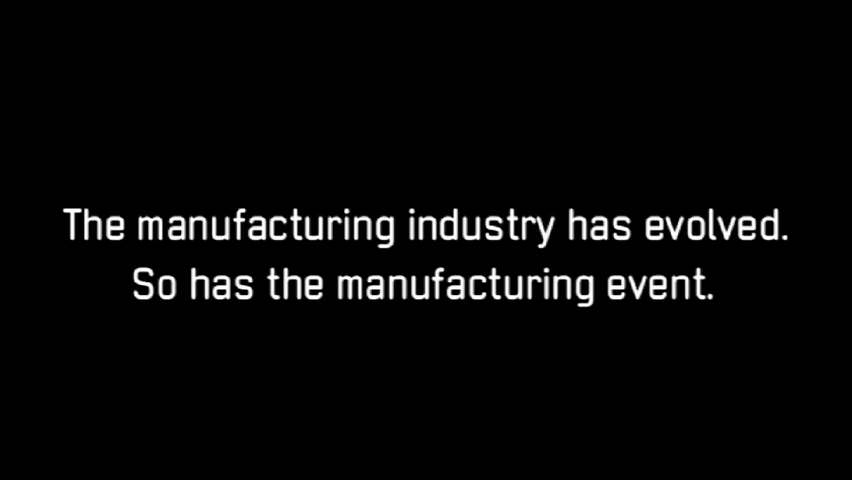 The manufacturing industry has evolved.
So has the manufacturing event.